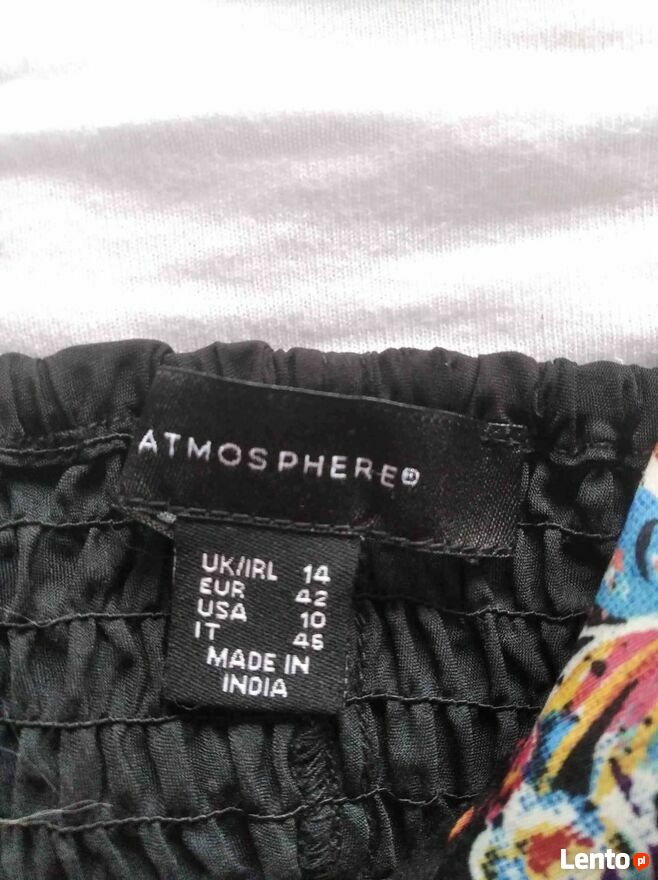 ATMOSPHERE®
UK/IRL 14
EUR 42
USA 10
IT 46
MADE IN
INDIA
Lento.pl